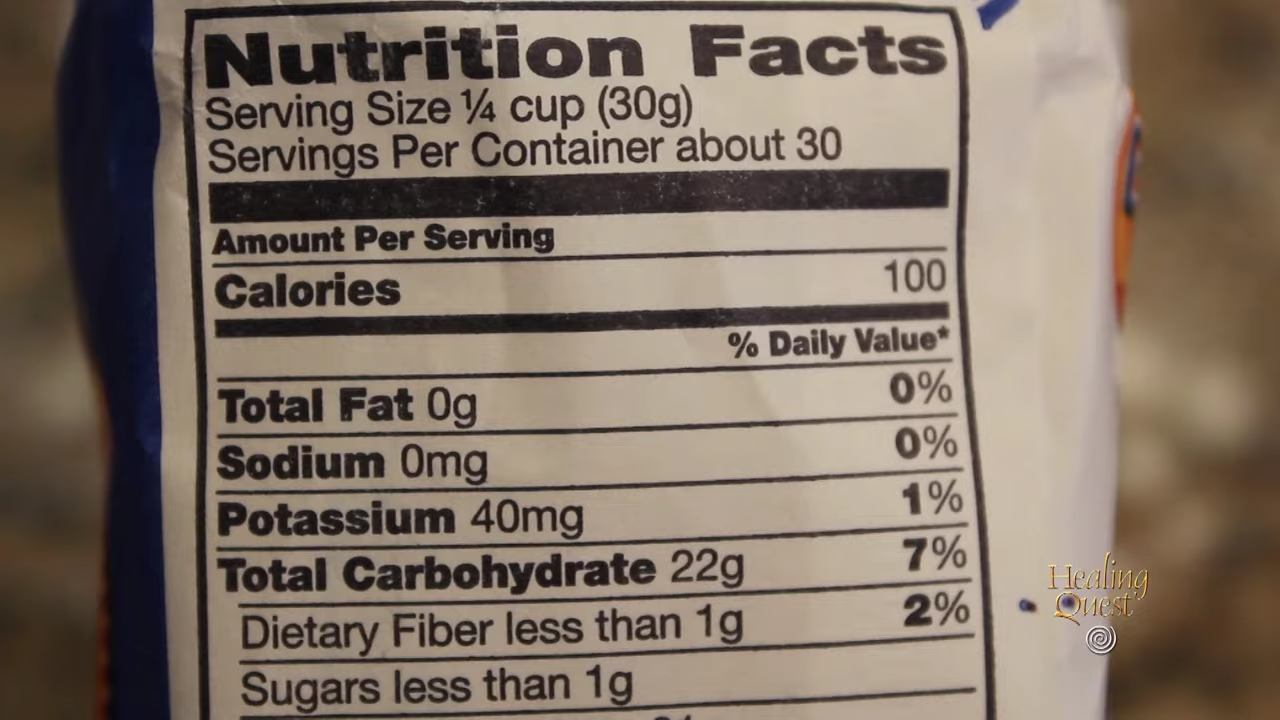 Nutrition Facts
Serving Size ¼ cup (30g)
Servings Per Container about 30
Amount Per Serving
Calories 100
% Daily Value*
Total Fat 0g 0%
Sodium 0mg 0%
Potassium 40mg 1%
Total Carbohydrate 22g 7%
Dietary Fiber less than 1g 2%
Sugars less than 1g
Healing
Quest